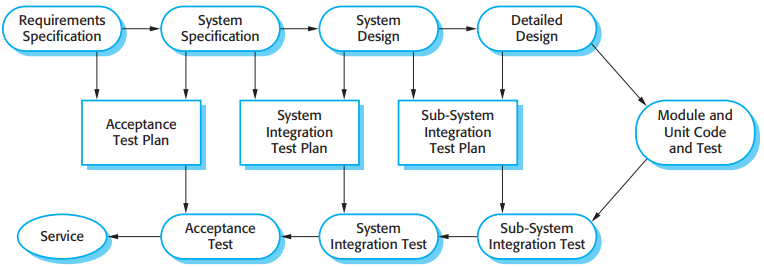 Requirements
Specification
System
Specification
System
Design
Detailed
Design
Acceptance
Test Plan
System
Integration
Test Plan
Sub-System
Integration
Test Plan
Module and
Unit Code
and Test
Service
Acceptance
Test
System
Integration Test
Sub-System
Integration Test